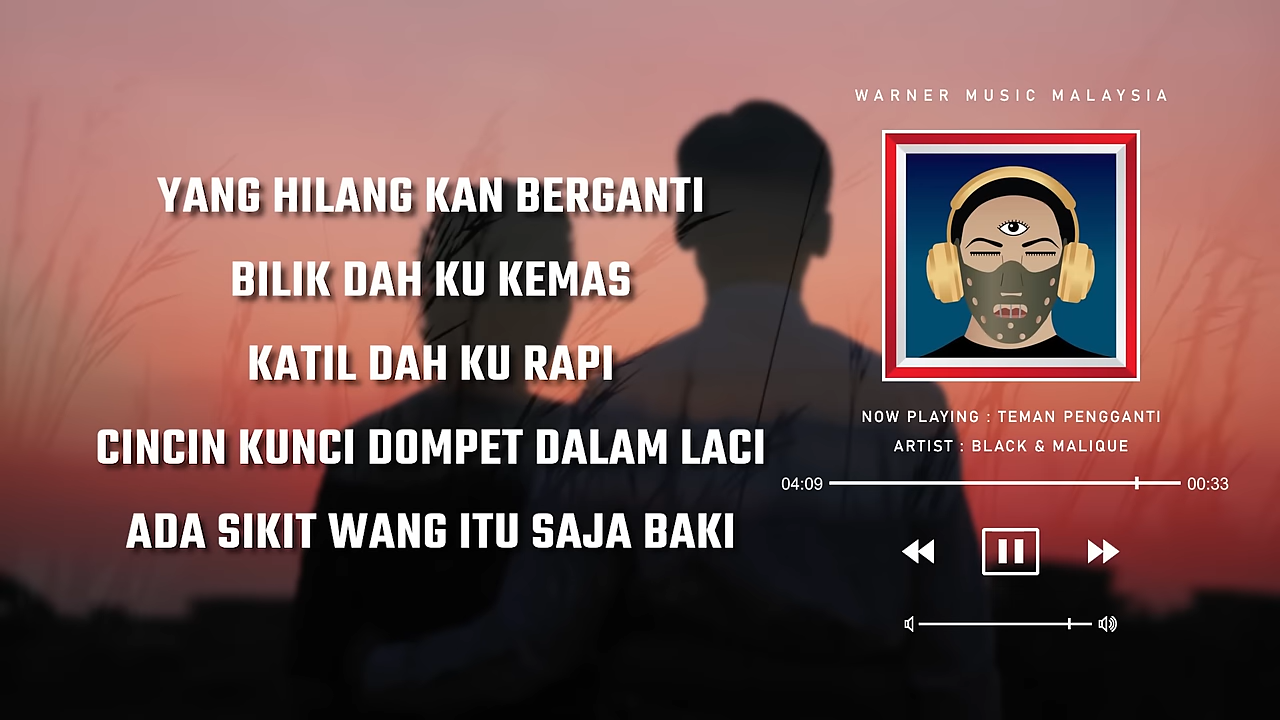 YANG HILANG KAN BERGANTI
BILIK DAH KU KEMAS
KATIL DAH KU RAPI
CINCIN KUNCI DOMPET DALAM LACI
ADA SIKIT WANG ITU SAJA BAKI
WARNER MUSIC MALAYSIA
NOW PLAYING : TEMAN PENGGANTI
ARTIST : BLACK & MALIQUE
04:09 00:33